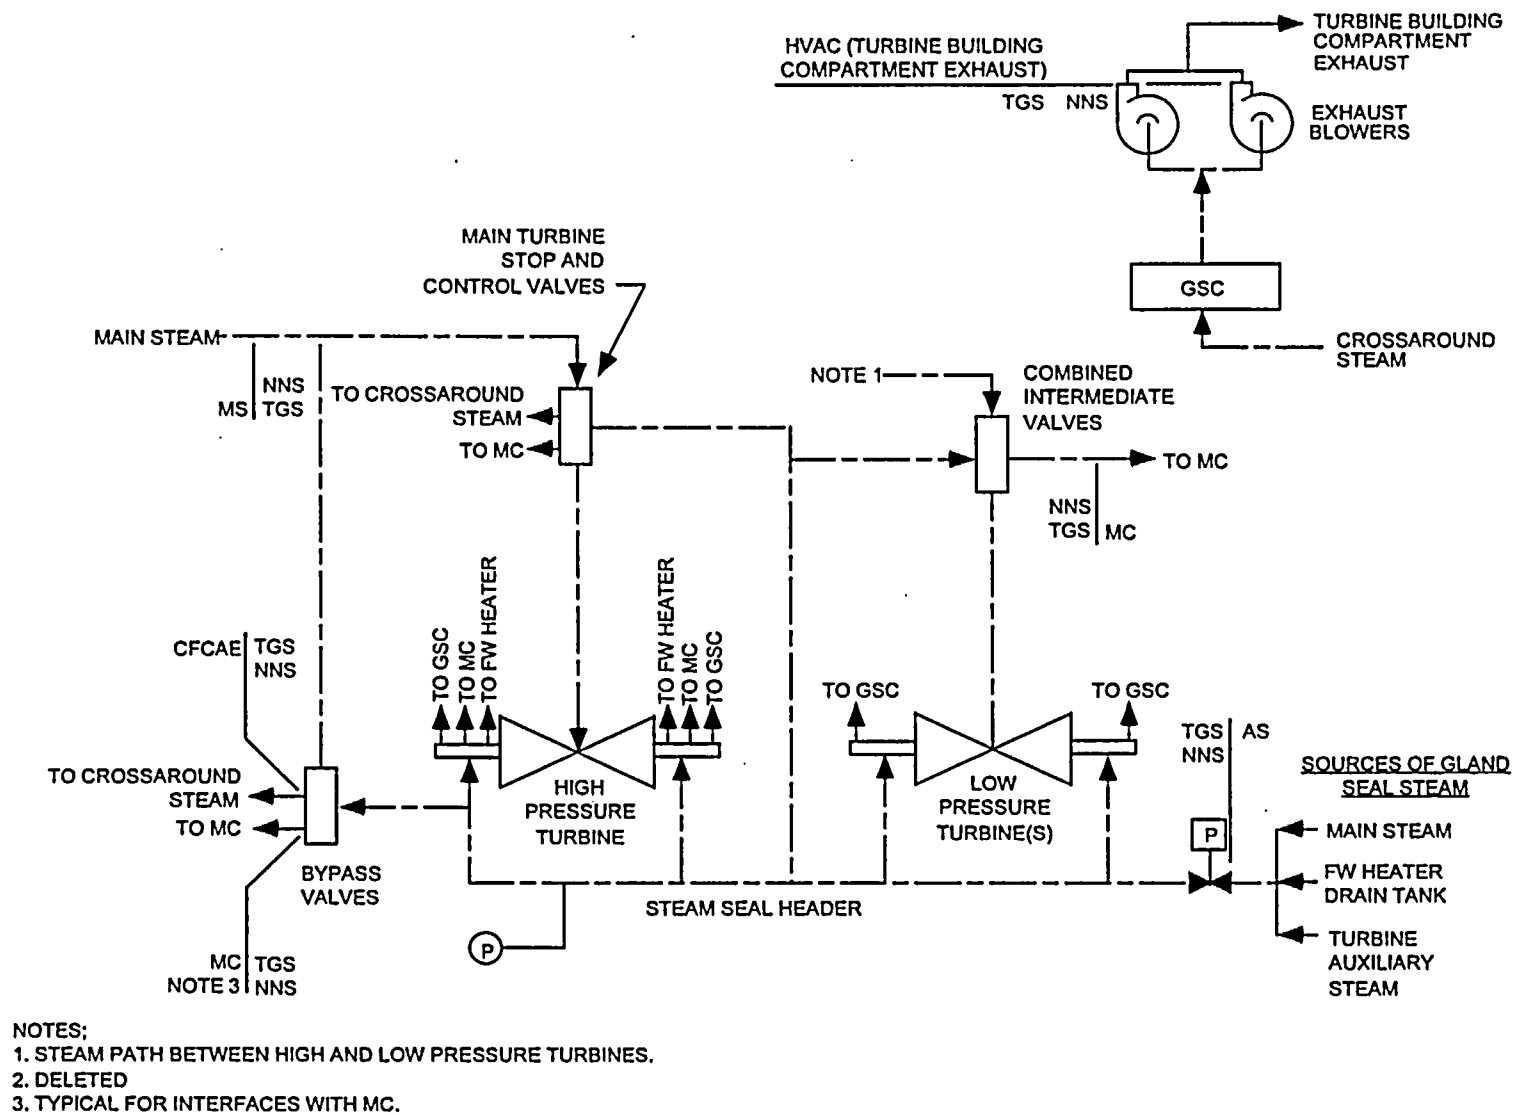 TURBINE BUILDING
COMPARTMENT
EXHAUST
HVAC (TURBINE BUILDING
COMPARTMENT EXHAUST)
TGS NNS
EXHAUST
BLOWERS
GSC
CROSSAROUND
STEAM
MAIN TURBINE
STOP AND
CONTROL VALVES
MAIN STEAM
NNS
MS TGS
TO CROSSAROUND
STEAM
TO MC
NOTE 1
COMBINED
INTERMEDIATE
VALVES
TO MC
NNS
TGS MC
CFCAE TGS
NNS
TO GSC
TO MC
TO FW HEATER
TO FW HEATER
TO MC
TO GSC
TO GSC
TO GSC
HIGH
PRESSURE
TURBINE
LOW
PRESSURE
TURBINE(S)
TGS AS
NNS
SOURCES OF GLAND
SEAL STEAM
P
MAIN STEAM
FW HEATER
DRAIN TANK
TURBINE
AUXILIARY
STEAM
TO CROSSAROUND
STEAM
TO MC
BYPASS
VALVES
STEAM SEAL HEADER
P
MC TGS
NOTE 3 NNS
NOTES;
1. STEAM PATH BETWEEN HIGH AND LOW PRESSURE TURBINES.
2. DELETED
3. TYPICAL FOR INTERFACES WITH MC.